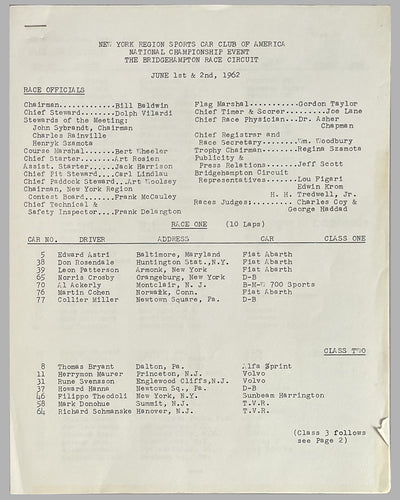 NEW YORK REGION SPORTS CAR CLUB OF AMERICA
NATIONAL CHAMPIONSHIP EVENT
THE BRIDGEHAMPTON RACE CIRCUIT
JUNE 1st & 2nd, 1962
RACE OFFICIALS
Chairman............Bill Baldwin
Chief Steward.......Dolph Vilardi
Stewards of the Meeting:
John Sybrandt, Chairman
Charles Rainville
Henryk Szamota
Course Marshal......Bert Wheeler
Chief Starter.......Art Rosien
Assist. Starter.....Jack Harrison
Chief Pit Steward...Carl Lindlau
Chief Paddock Steward..Art Woolsey
Chairman, New York Region
Contest Board.......Frank McCauley
Chief Technical &
Safety Inspector....Frank Delangton
Flag Marshal..........Gordon Taylor
Chief Timer & Scorer........Joe Lane
Chief Race Physician...Dr. Asher
Chapman
Chief Registrar and
Race Secretary.......Wm. Woodbury
Trophy Chairman.......Regina Szamota
Publicity &
Press Relations......Jeff Scott
Bridgehampton Circuit
Representatives......Lou Figari
Edwin Krom
H. H. Tredwell, Jr.
Races Judges:......... Charles Coy &
George Haddad
RACE ONE (10 Laps)
CAR NO. DRIVER ADDRESS CAR CLASS ONE
5 Edward Astri Baltimore, Maryland Fiat Abarth
38 Don Rosendale Huntington Stat.,N.Y. Fiat Abarth
39 Leon Patterson Armonk, New York Fiat Abarth
65 Norris Crosby Orangeburg, New York D-B
70 Al Ackerly Montclair, N. J. B-M-W 700 Sports
76 Martin Cohen Norwalk, Conn. Fiat Abarth
77 Collier Miller Newtown Square, Pa. D-B
CLASS TWO
8 Thomas Bryant Dalton, Pa. Alfa Sprint
11 Herrymon Maurer Princeton, N.J. Volvo
31 Rune Svensson Englewood Cliffs,N.J. Volvo
37 Howard Hanna Newtown Sq., Pa. D-B
46 Filippo Theodoli New York, N.Y. Sunbeam Harrington
58 Mark Donohue Summit, N.J. T.V.R.
64 Richard Schmanske Hanover, N.J. T.V.R.
(Class 3 follows
see Page 2)